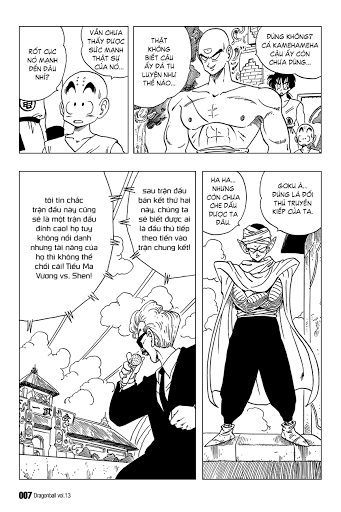 ĐÚNG KHÔNG?
CẢ KAMEHAMEHA
CẬU ẤY CÒN
CHƯA DÙNG...
THẬT
KHÔNG
BIẾT CẬU
ẤY ĐÃ TU
LUYỆN NHƯ
THẾ NÀO...
VẪN CHƯA
THẤY ĐƯỢC
SỨC MẠNH
THẬT SỰ
CỦA NÓ...
RỐT CỤC
NÓ MẠNH
ĐẾN ĐÂU
NHỈ?
GOKU À...
ĐÚNG LÀ ĐỐI
THỦ TRUYỀN
KIẾP CỦA TA.
HA HA...
NHƯNG
CÒN CHƯA
CHE DẤU
ĐƯỢC TA
ĐÂU.
sau trận đấu
bán kết thứ hai
này, chúng ta
sẽ biết được ai
là đấu thủ tiếp
theo tiến vào
trận chung kết!
tôi tin chắc
trận đấu này cũng
sẽ là một trận đấu
đỉnh cao! họ tuy
không nổi danh
nhưng tài năng của
họ thì không thể
chối cãi! Tiểu Ma
Vương vs. Shen!
007 Dragonball vol.13